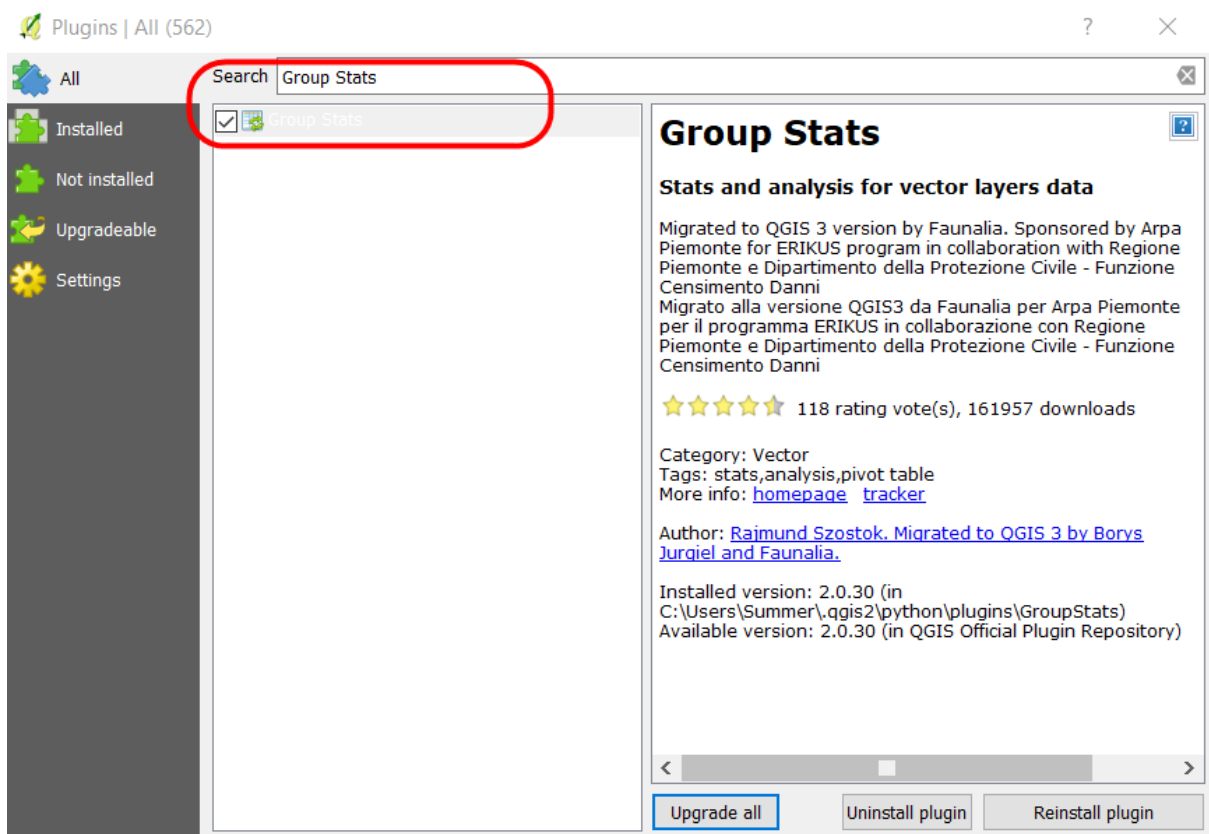 Plugins | All (562)
?
All
Installed
Not installed
Upgradeable
Settings
Search Group Stats
Group Stats
Group Stats
?
Stats and analysis for vector layers data
Migrated to QGIS 3 version by Faunalia. Sponsored by Arpa
Piemonte for ERIKUS program in collaboration with Regione
Piemonte e Dipartimento della Protezione Civile - Funzione
Censimento Danni
Migrato alla versione QGIS3 da Faunalia per Arpa Piemonte
per il programma ERIKUS in collaborazione con Regione
Piemonte e Dipartimento della Protezione Civile - Funzione
Censimento Danni
118 rating vote(s), 161957 downloads
Category: Vector
Tags: stats,analysis,pivot table
More info: homepage tracker
Author: Rajmund Szostok. Migrated to QGIS 3 by Borys
Jurgiel and Faunalia.
Installed version: 2.0.30 (in
C:\Users\Summer\.qgis2\python\plugins\GroupStats)
Available version: 2.0.30 (in QGIS Official Plugin Repository)
Upgrade all Uninstall plugin Reinstall plugin